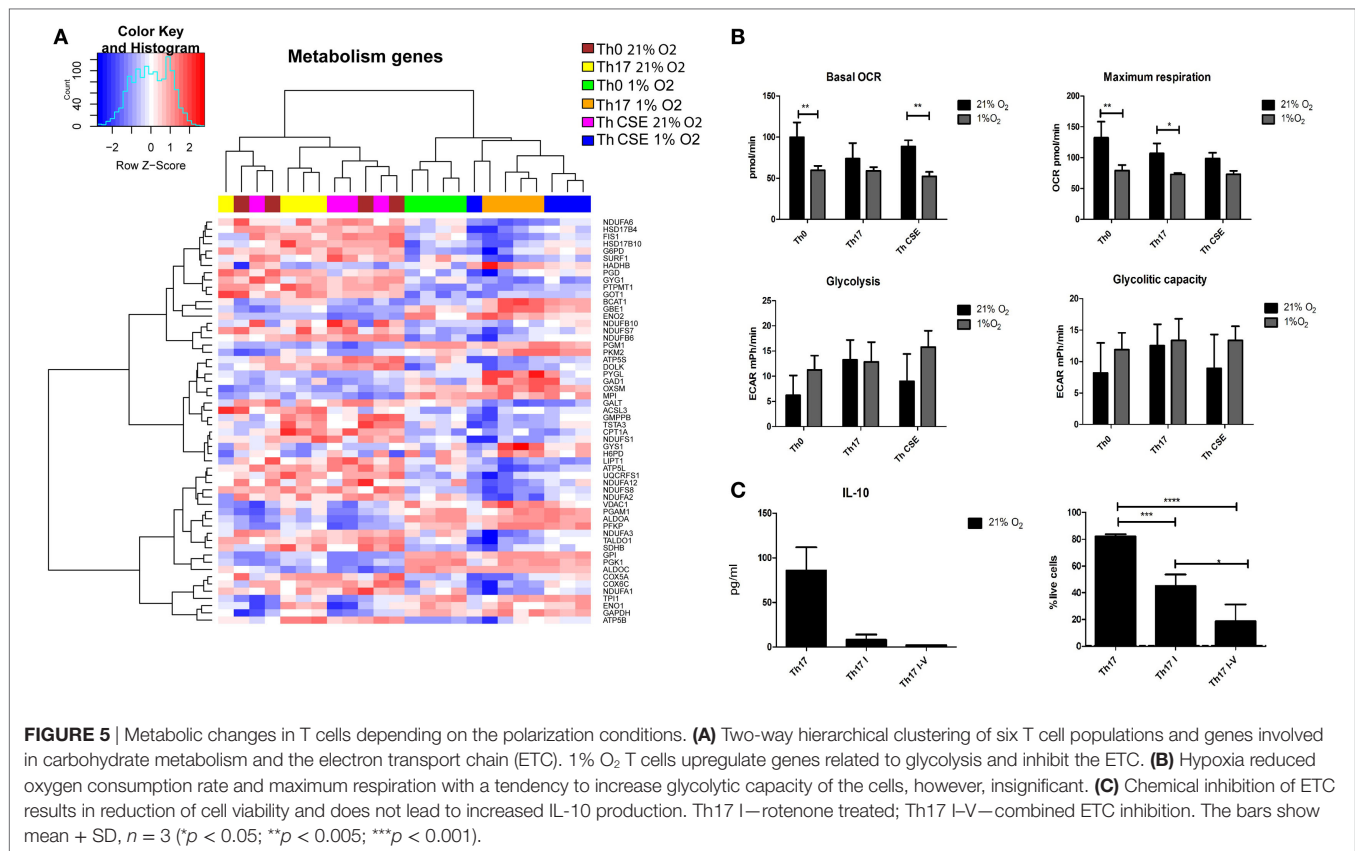 A
Color Key
and Histogram
Count
0 40 80 120
−2 −1 0 1 2
Row Z-Score
Metabolism genes
Th0 21% O2
Th17 21% O2
Th0 1% O2
Th17 1% O2
Th CSE 21% O2
Th CSE 1% O2
NDUFA6
HSD17B4
FIS1
HSD17B10
G6PD
SURF1
HADHB
PGD
GYG1
PTPMT1
GOT1
BCAT1
GBE1
ENO2
NDUFB10
NDUFS7
NDUFB6
PGM1
PKM2
ATP5S
DOLK
PYGL
GAD1
OXSM
MPI
GALT
ACSL3
GMPPB
TSTA3
CPT1A
NDUFS1
GYS1
H6PD
LIPT1
ATP5L
UQCRFS1
NDUFA12
NDUFS8
NDUFA2
VDAC1
PGAM1
ALDOA
PFKP
NDUFA3
TALDO1
SDHB
GPI
PGK1
ALDOC
COX5A
COX6C
NDUFA1
TPI1
ENO1
GAPDH
ATP5B
B
Basal OCR
pmol/min
150
100
50
0
**
**
Th0
Th17
Th CSE
21% O2
1%O2
Maximum respiration
OCR pmol/min
200
150
100
50
0
**
*
Th0
Th17
Th CSE
21% O2
1%O2
Glycolysis
ECAR mPh/min
25
20
15
10
5
0
Th0
Th17
Th CSE
21% O2
1%O2
Glycolitic capacity
ECAR mPh/min
20
15
10
5
0
Th0
Th17
Th CSE
21% O2
1%O2
C
IL-10
pg/ml
150
100
50
0
Th17
Th17 I
Th17 I-V
21% O2
%live cells
100
80
60
40
20
0
****
***
*
Th17
Th17 I
Th17 I-V
FIGURE 5 | Metabolic changes in T cells depending on the polarization conditions. (A) Two-way hierarchical clustering of six T cell populations and genes involved
in carbohydrate metabolism and the electron transport chain (ETC). 1% O2 T cells upregulate genes related to glycolysis and inhibit the ETC. (B) Hypoxia reduced
oxygen consumption rate and maximum respiration with a tendency to increase glycolytic capacity of the cells, however, insignificant. (C) Chemical inhibition of ETC
results in reduction of cell viability and does not lead to increased IL-10 production. Th17 I—rotenone treated; Th17 I–V—combined ETC inhibition. The bars show
mean + SD, n = 3 (*p < 0.05; **p < 0.005; ***p < 0.001).